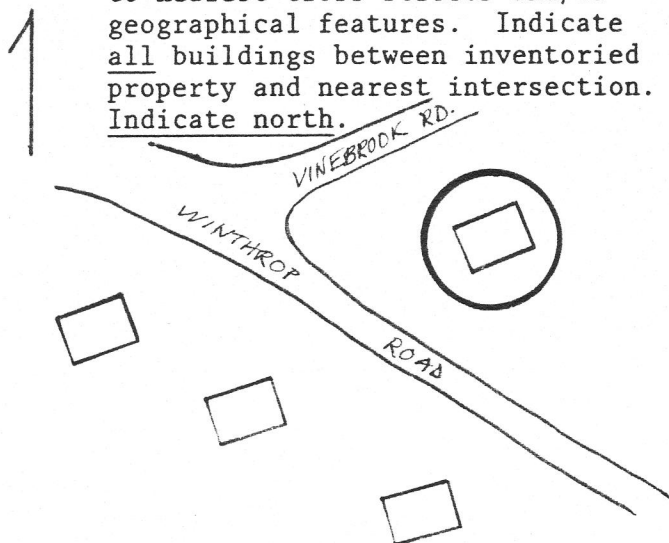 geographical features. Indicate
all buildings between inventoried
property and nearest intersection.
Indicate north.
VINEBROOK RD.
WINTHROP
ROAD